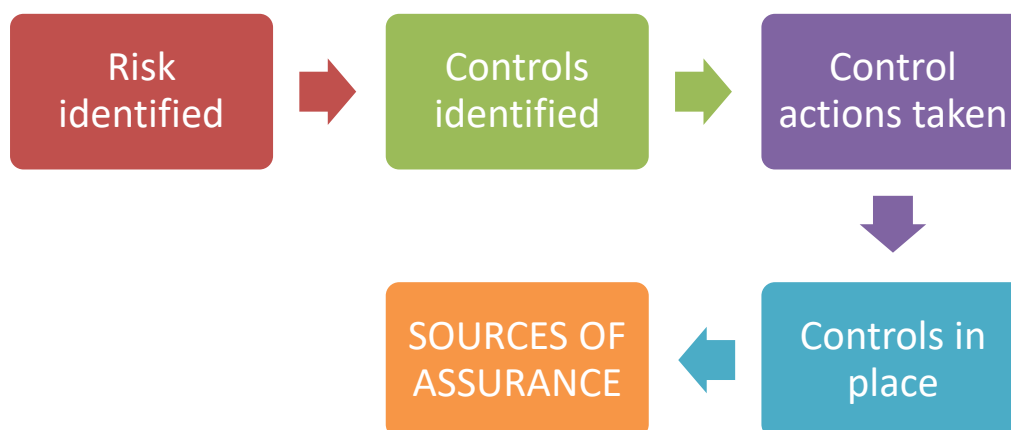 Risk
identified
Controls
identified
Control
actions taken
Controls in
place
SOURCES OF
ASSURANCE